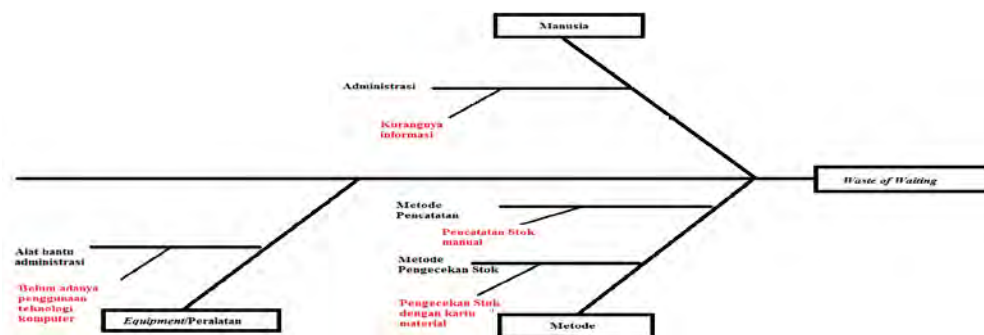 Manusia
Administrasi
Kurangnya
informasi
Waste of Waiting
Metode
Pencatatan
Pencatatan Stok
manual
Metode
Pengecekan Stok
Pengecekan Stok
dengan kartu
material
Metode
Alat bantu
administrasi
Belum adanya
penggunaan
teknologi
komputer
Equipment/Peralatan